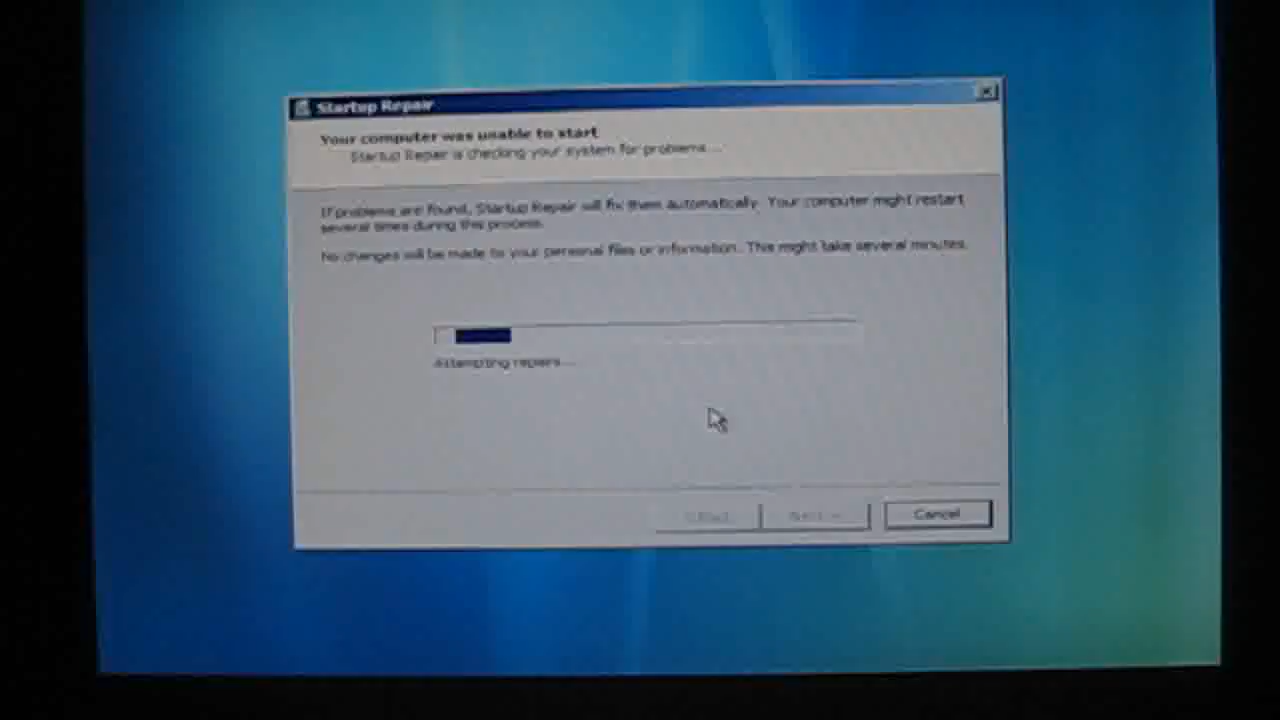 Startup Repair
Your computer was unable to start
Startup Repair is checking your system for problems...
If problems are found, Startup Repair will fix them automatically. Your computer might restart
several times during this process.
No changes will be made to your personal files or information. This might take several minutes.
Attempting repairs...
< Back
Next >
Cancel